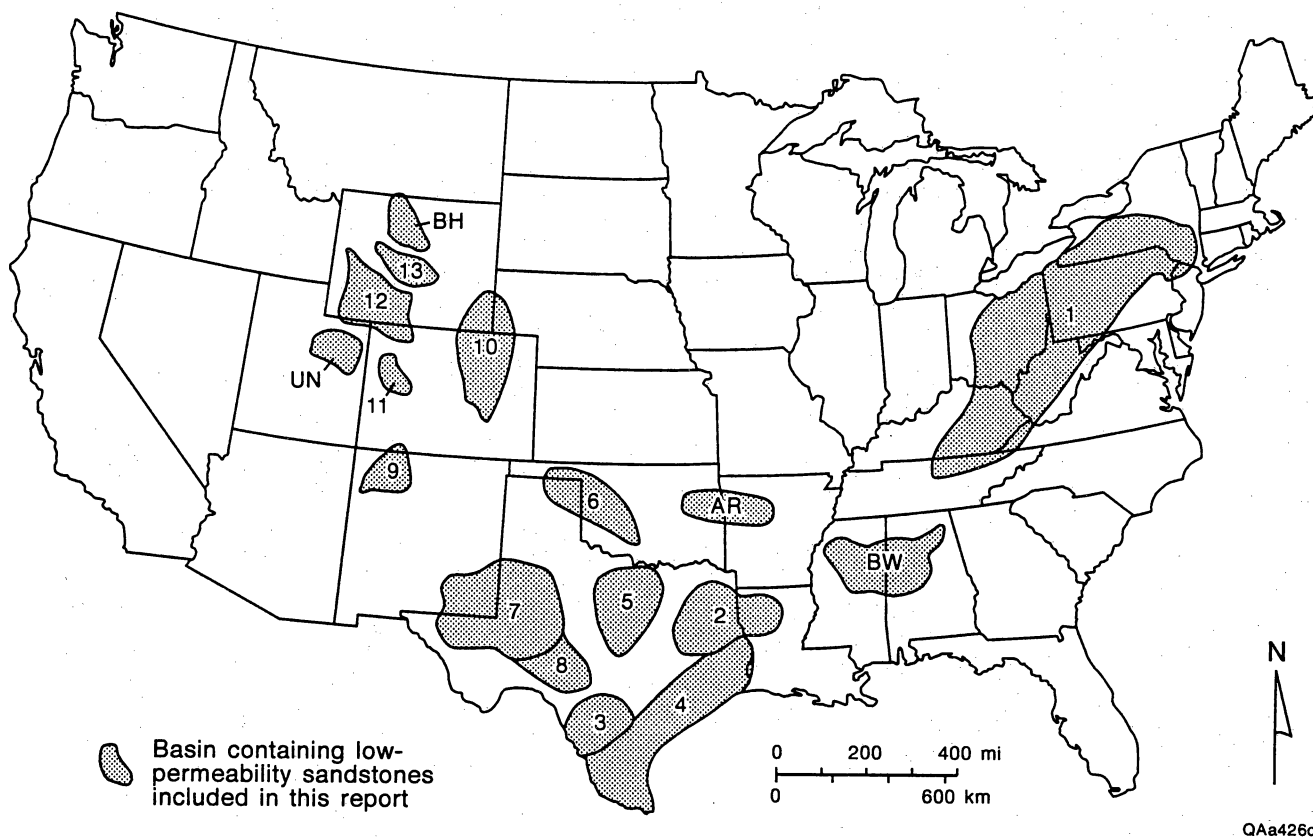 BH
13
12
10
UN
11
1
9
6
AR
BW
7
5
2
8
3
4
N
Basin containing low-
permeability sandstones
included in this report
0 200 400 mi
0 600 km
QAa426c